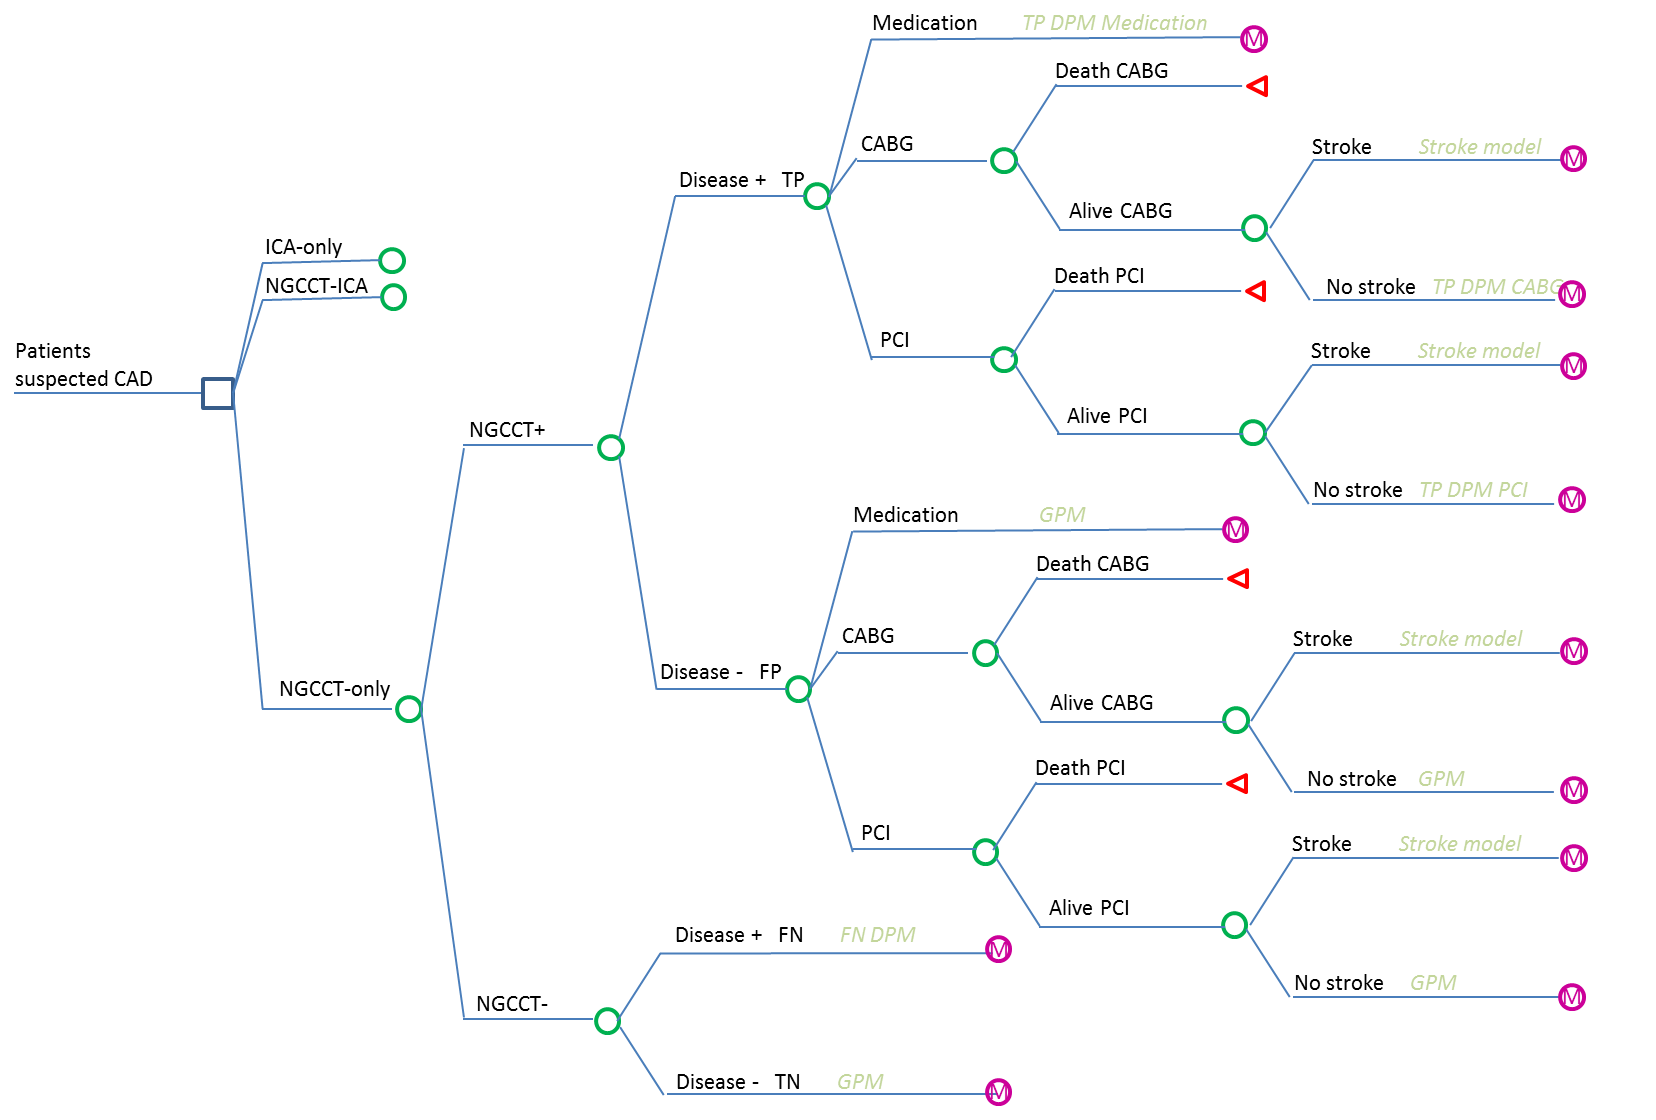 Medication TP DPM Medication M
Death CABG
CABG
Stroke Stroke model M
Disease + TP
Alive CABG
ICA-only
Death PCI
NGCCT-ICA
No stroke TP DPM CABG M
PCI
Patients
suspected CAD
Stroke Stroke model M
Alive PCI
NGCCT+
No stroke TP DPM PCI M
Medication GPM M
Death CABG
CABG
Stroke Stroke model M
Disease - FP
NGCCT-only
Alive CABG
Death PCI
No stroke GPM M
PCI
Stroke Stroke model M
Alive PCI
Disease + FN FN DPM M
No stroke GPM M
NGCCT-
Disease - TN GPM M